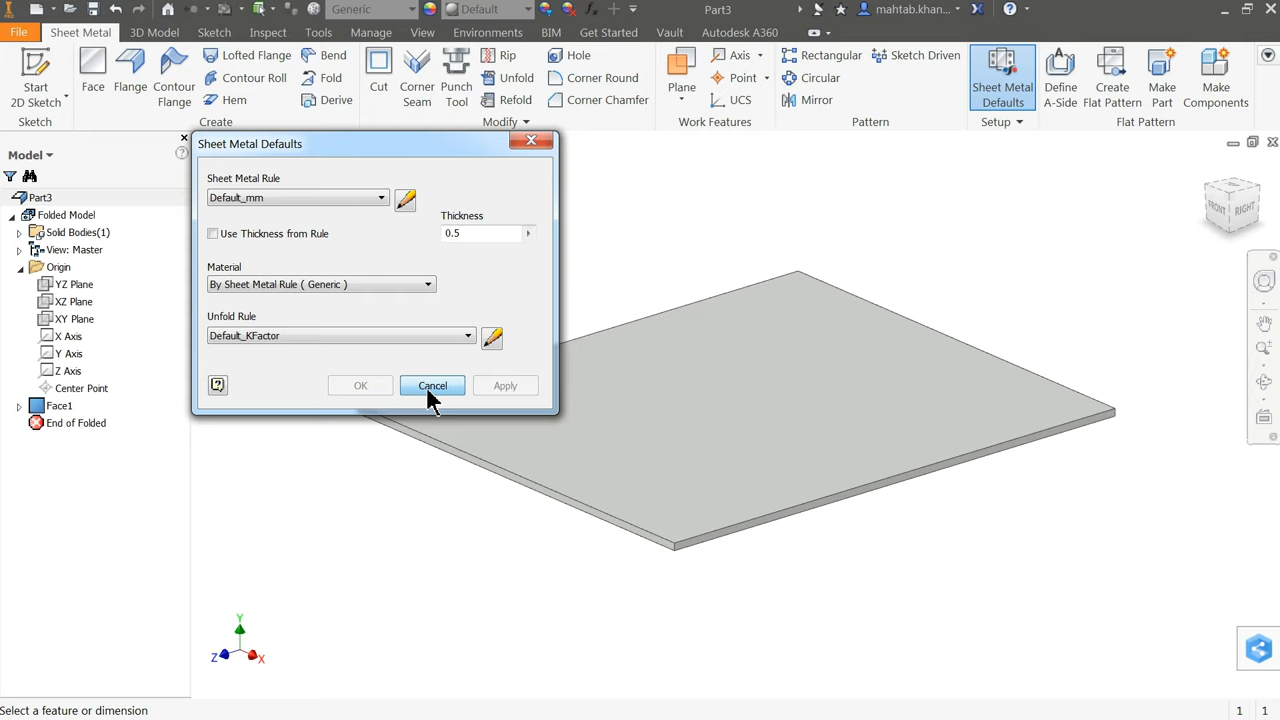 Generic
Default
Part3
mahtab.khan...
File
Sheet Metal
3D Model
Sketch
Inspect
Tools
Manage
View
Environments
BIM
Get Started
Vault
Autodesk A360
Start
2D Sketch
Face
Flange
Contour
Flange
Lofted Flange
Contour Roll
Hem
Bend
Fold
Derive
Cut
Corner
Seam
Punch
Tool
Rip
Unfold
Refold
Hole
Corner Round
Corner Chamfer
Plane
Axis
Point
UCS
Rectangular
Circular
Mirror
Sketch Driven
Sheet Metal
Defaults
Define
A-Side
Create
Flat Pattern
Make
Part
Make
Components
Sketch
Create
Modify
Work Features
Pattern
Setup
Flat Pattern
Model
Part3
Folded Model
Solid Bodies(1)
View: Master
Origin
YZ Plane
XZ Plane
XY Plane
X Axis
Y Axis
Z Axis
Center Point
Face1
End of Folded
Sheet Metal Defaults
Sheet Metal Rule
Default_mm
Thickness
Use Thickness from Rule
0.5
Material
By Sheet Metal Rule ( Generic )
Unfold Rule
Default_KFactor
OK
Cancel
Apply
FRONT
RIGHT
Y
Z
X
Select a feature or dimension
1
1